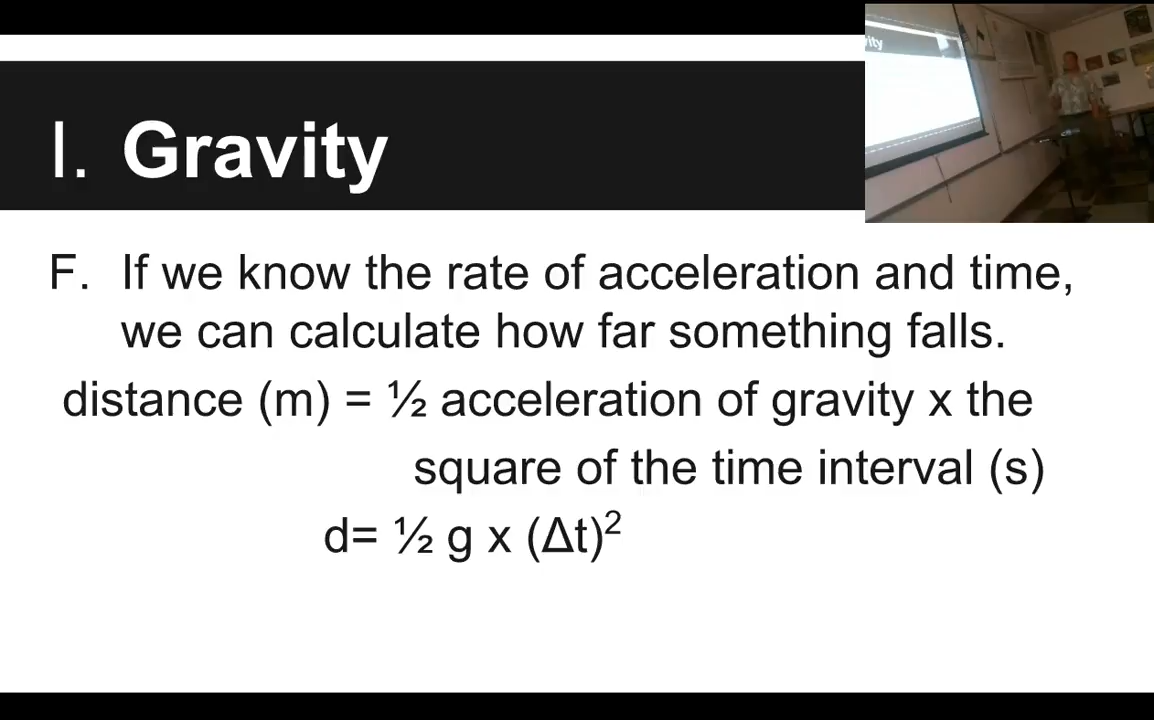 I. Gravity
ity
F. If we know the rate of acceleration and time,
we can calculate how far something falls.
distance (m) = ½ acceleration of gravity x the
square of the time interval (s)
d= ½ g x (Δt)²